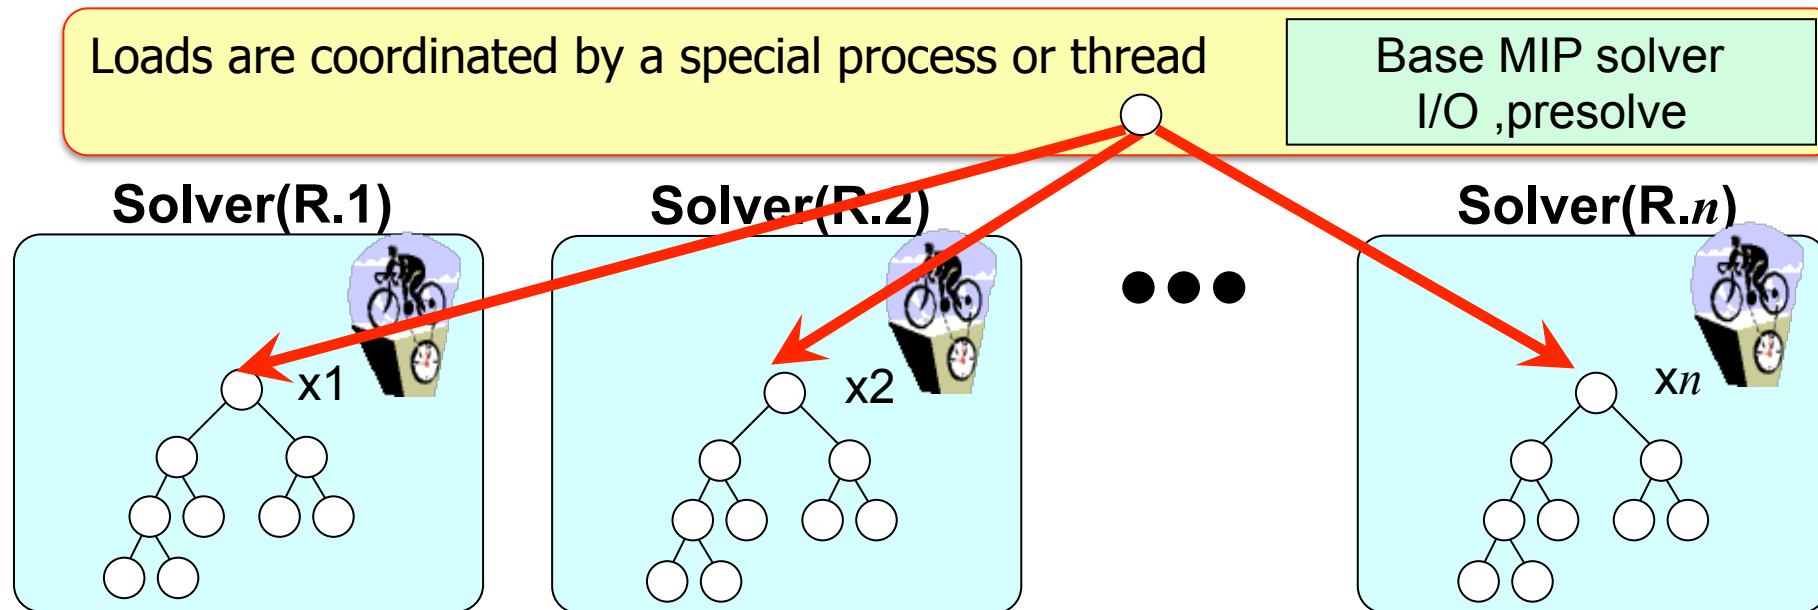 Loads are coordinated by a special process or thread
Base MIP solver
I/O ,presolve
Solver(R.1)
Solver(R.2)
Solver(R.n)
x1
x2
xn